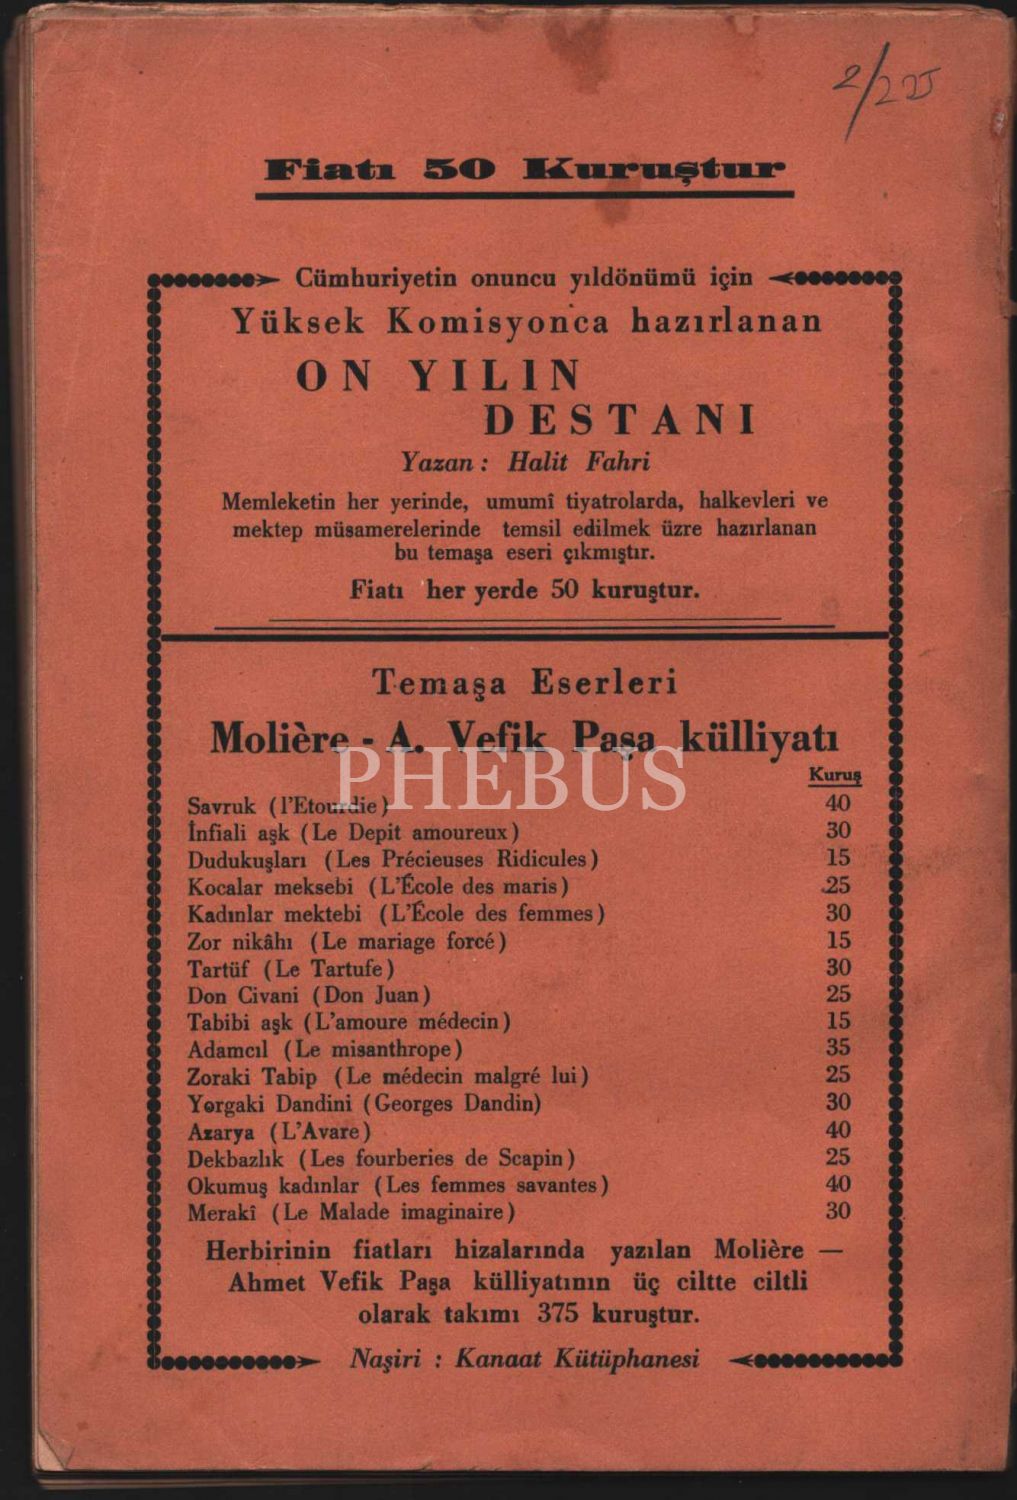 2/225
Fiatı 50 Kuruştur
Cümhuriyetin onuncu yıldönümü için
Yüksek Komisyonca hazırlanan
ON YILIN
DESTANI
Yazan : Halit Fahri
Memleketin her yerinde, umumî tiyatrolarda, halkevleri ve
mektep müsamerelerinde temsil edilmek üzre hazırlanan
bu temaşa eseri çıkmıştır.
Fiatı her yerde 50 kuruştur.
Temaşa Eserleri
Molière - A. Vefik Paşa külliyatı
PHEBUS
Kuruş
Savruk (l'Etourdie) 40
İnfiali aşk (Le Depit amoureux) 30
Dudukuşları (Les Précieuses Ridicules) 15
Kocalar meksebi (L'École des maris) 25
Kadınlar mektebi (L'École des femmes) 30
Zor nikâhı (Le mariage forcé) 15
Tartüf (Le Tartufe) 30
Don Civani (Don Juan) 25
Tabibi aşk (L'amoure médecin) 15
Adamcıl (Le misanthrope) 35
Zoraki Tabip (Le médecin malgré lui) 25
Yorgaki Dandini (Georges Dandin) 30
Azarya (L'Avare) 40
Dekbazlık (Les fourberies de Scapin) 25
Okumuş kadınlar (Les femmes savantes) 40
Merakî (Le Malade imaginaire) 30
Herbirinin fiatları hizalarında yazılan Molière —
Ahmet Vefik Paşa külliyatının üç ciltte ciltli
olarak takımı 375 kuruştur.
Naşiri : Kanaat Kütüphanesi